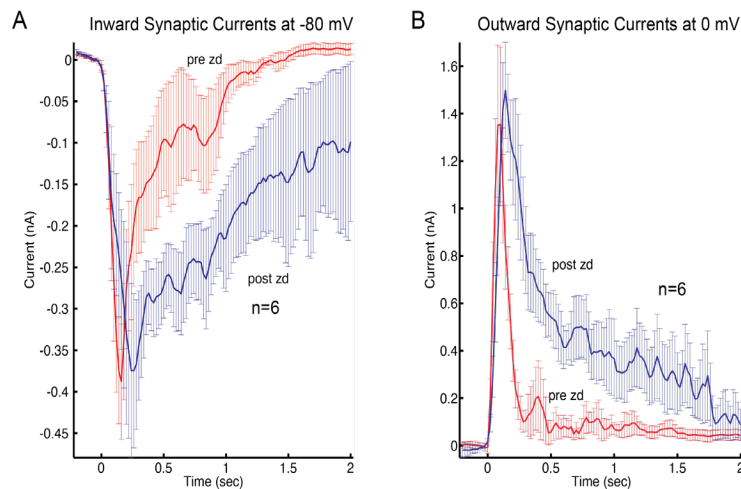 A
Inward Synaptic Currents at -80 mV
pre zd
post zd
n=6
Current (nA)
0
-0.05
-0.1
-0.15
-0.2
-0.25
-0.3
-0.35
-0.4
-0.45
0 0.5 1 1.5 2
Time (sec)
B
Outward Synaptic Currents at 0 mV
post zd
n=6
pre zd
Current (nA)
1.6
1.4
1.2
1
0.8
0.6
0.4
0.2
0
0 0.5 1 1.5 2
Time (sec)